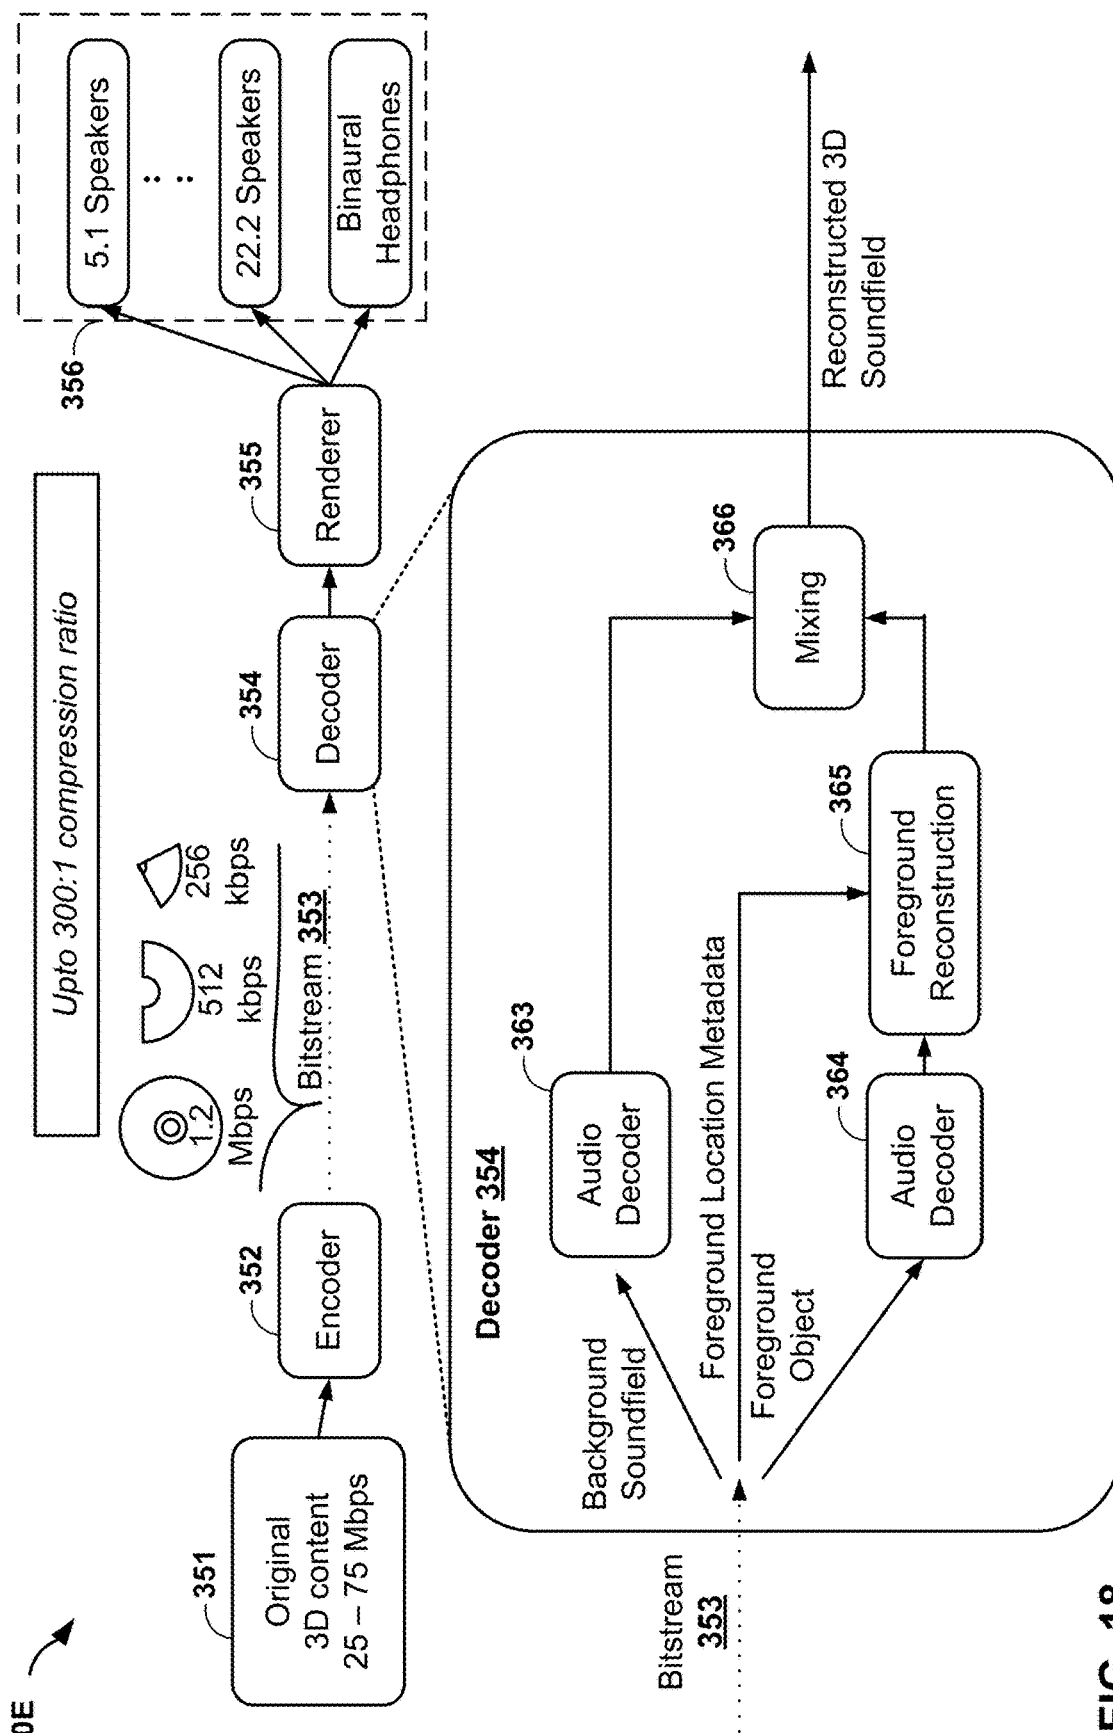 0E
Upto 300:1 compression ratio
351
Original
3D content
25 – 75 Mbps
352
Encoder
1.2
Mbps
512
kbps
256
kbps
Bitstream 353
354
Decoder
355
Renderer
356
5.1 Speakers
22.2 Speakers
Binaural
Headphones
Bitstream
353
Decoder 354
Background
Soundfield
363
Audio
Decoder
Foreground Location Metadata
Foreground
Object
364
Audio
Decoder
365
Foreground
Reconstruction
366
Mixing
Reconstructed 3D
Soundfield
FIG. 18